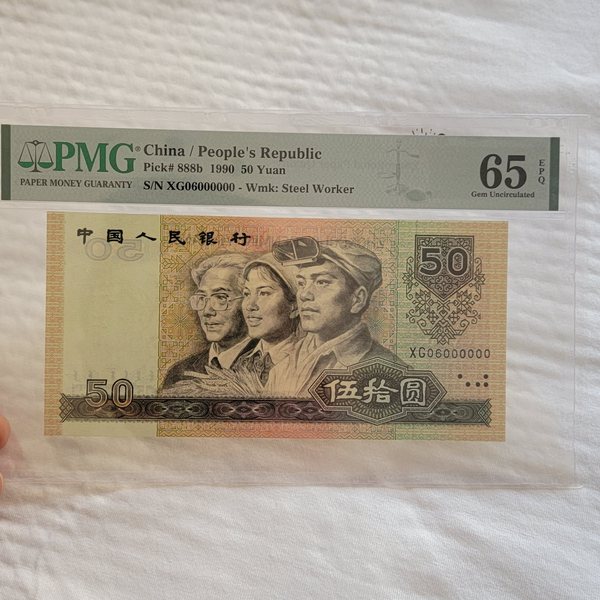 PMG®
PAPER MONEY GUARANTY
China / People's Republic
Pick# 888b 1990 50 Yuan
S/N XG06000000 - Wmk: Steel Worker
65 EPQ
Gem Uncirculated
中国人民银行
50
XG06000000
50
伍拾圆